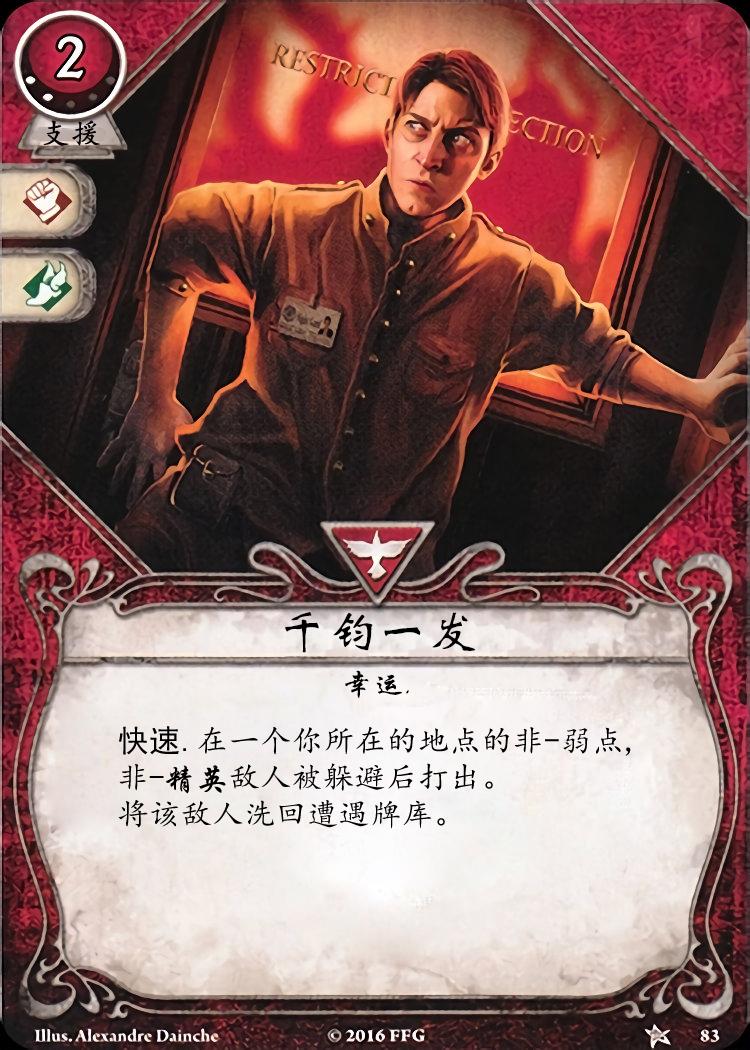 2
支援
RESTRICT
ECTION
千钧一发
幸运.
快速. 在一个你所在的地点的非-弱点,
非-精英敌人被躲避后打出。
将该敌人洗回遭遇牌库。
Illus. Alexandre Dainche
© 2016 FFG
83